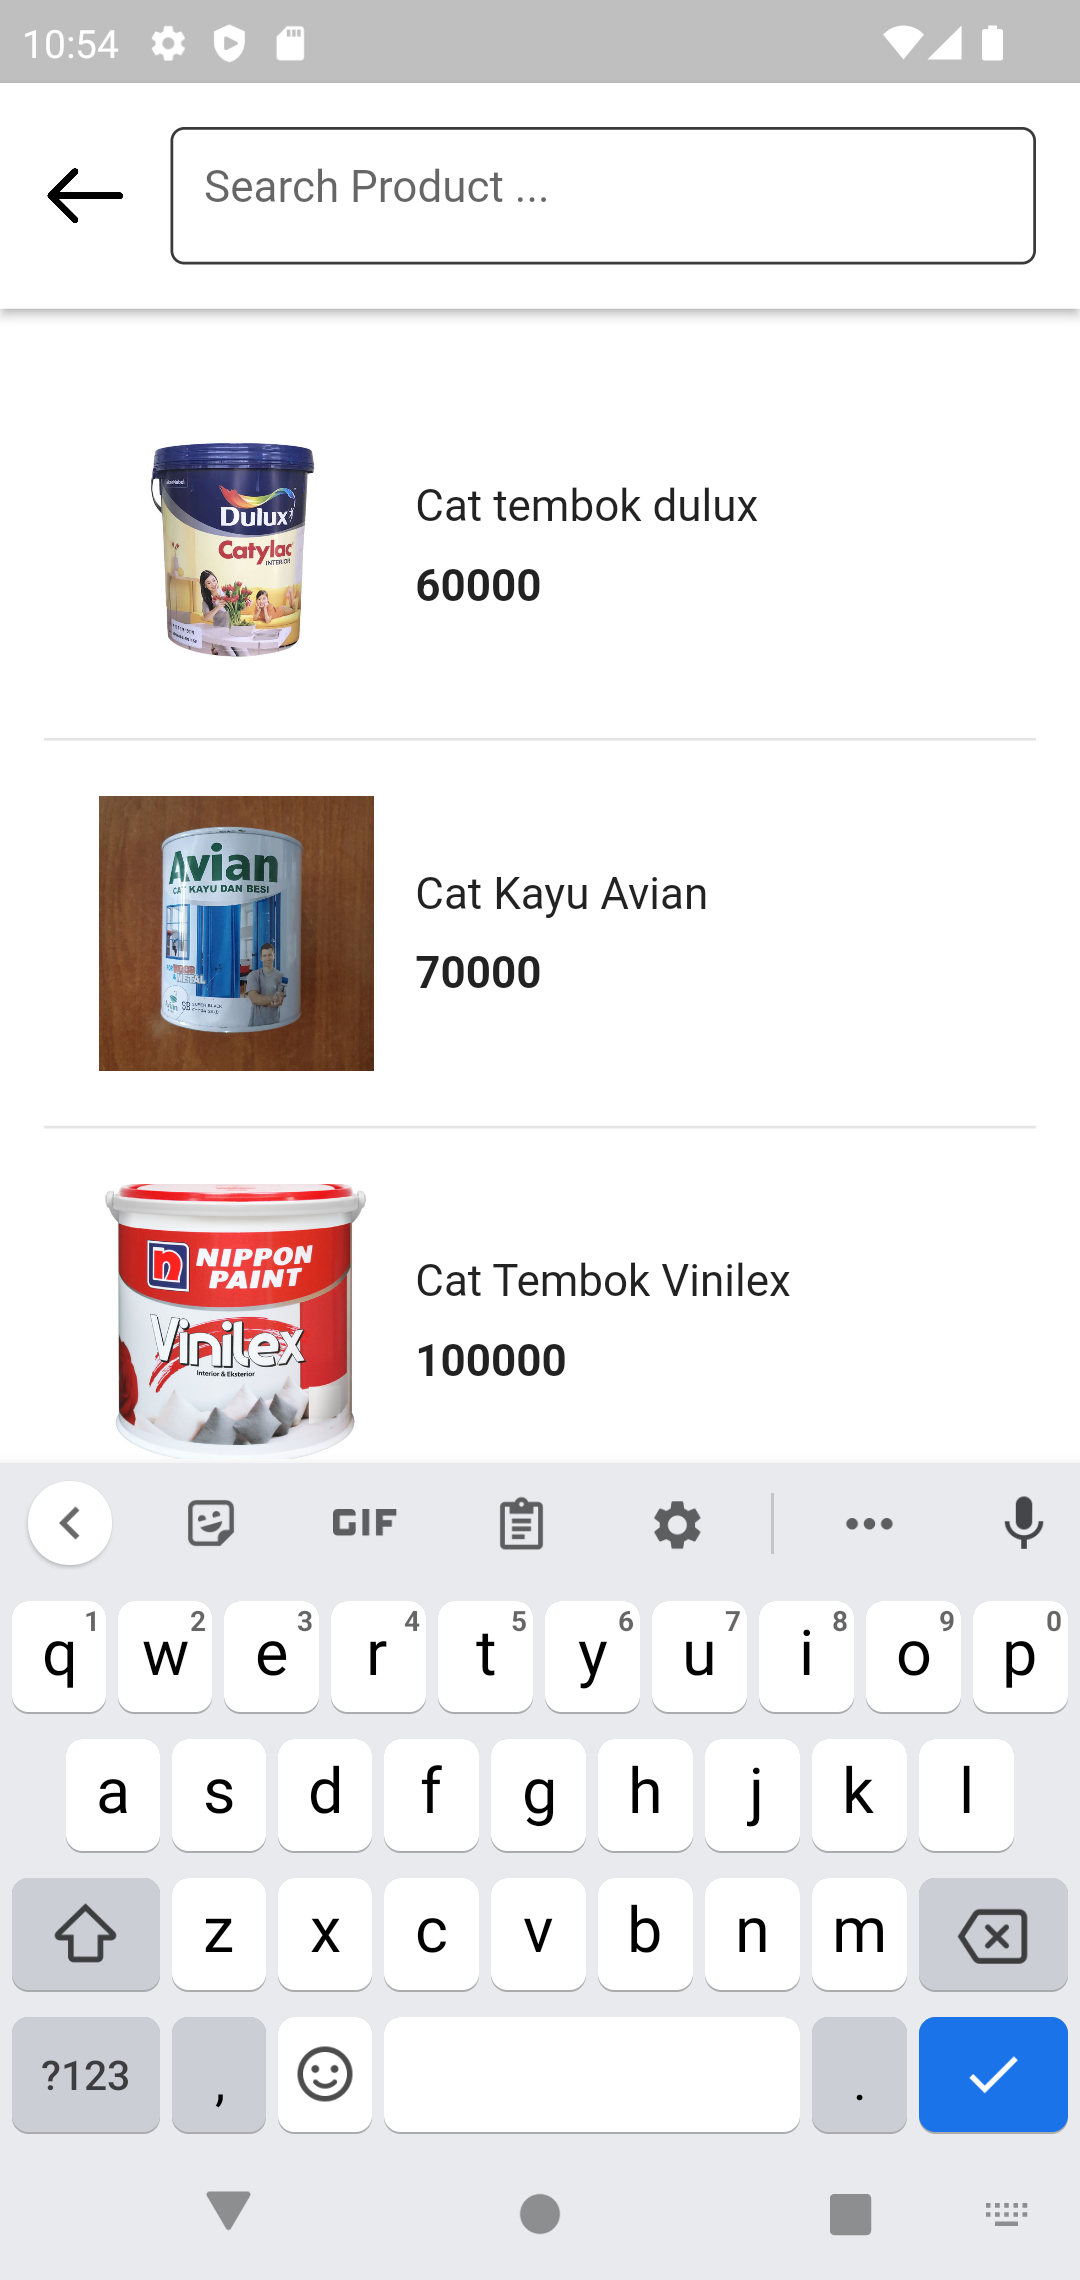 10:54
Search Product ...
Dulux
Catylac
INTERIOR
Cat tembok dulux
60000
Avian
CAT KAYU DAN BESI
Cat Kayu Avian
70000
NIPPON
PAINT
Vinilex
Interior & Eksterior
Cat Tembok Vinilex
100000
GIF
q 1 w 2 e 3 r 4 t 5 y 6 u 7 i 8 o 9 p 0
a s d f g h j k l
z x c v b n m
?123 , .